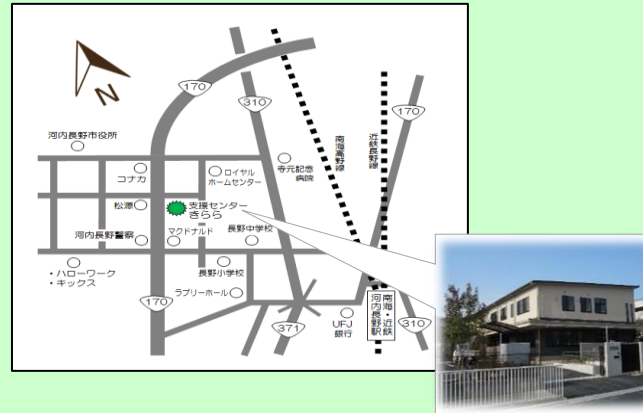 N
170
310
170
河内長野市役所
コナカ
ロイヤル
ホームセンター
寺元記念
病院
南海高野線
近鉄長野線
松源
支援センター
きらら
河内長野警察
マクドナルド
長野中学校
・ハローワーク
・キックス
長野小学校
ラブリーホール
170
371
UFJ
銀行
南海・近鉄
河内長野駅
310